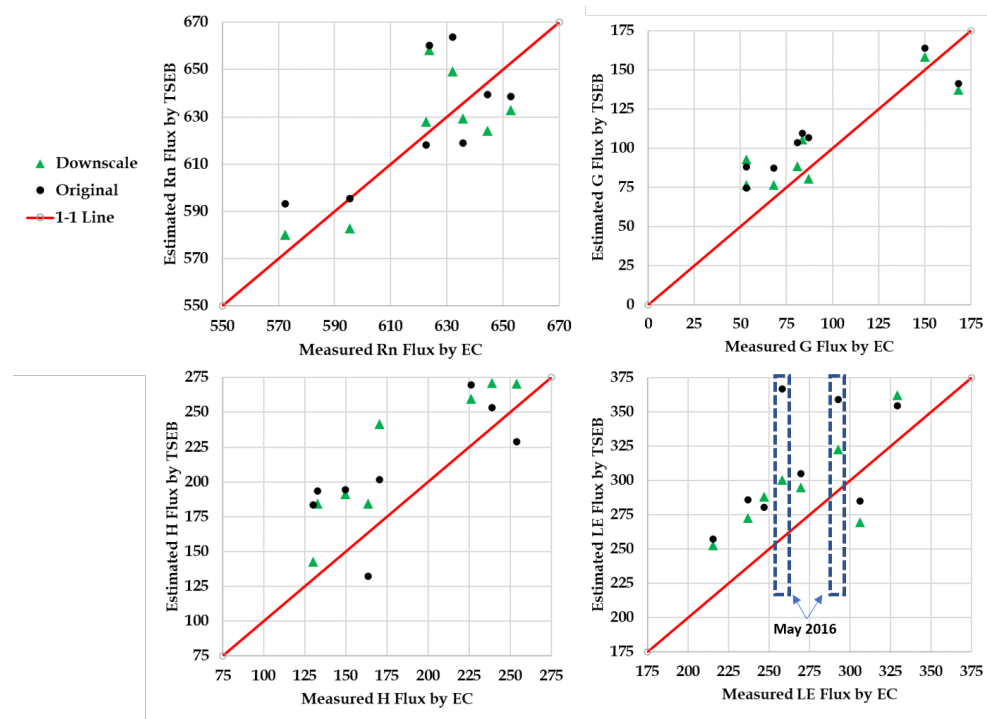 Downscale
Original
1-1 Line
Estimated Rn Flux by TSEB
670
650
630
610
590
570
550
550 570 590 610 630 650 670
Measured Rn Flux by EC
Estimated G Flux by TSEB
175
150
125
100
75
50
25
0
0 25 50 75 100 125 150 175
Measured G Flux by EC
Estimated H Flux by TSEB
275
250
225
200
175
150
125
100
75
75 100 125 150 175 200 225 250 275
Measured H Flux by EC
Estimated LE Flux by TSEB
375
350
325
300
275
250
225
200
175
175 200 225 250 275 300 325 350 375
Measured LE Flux by EC
May 2016